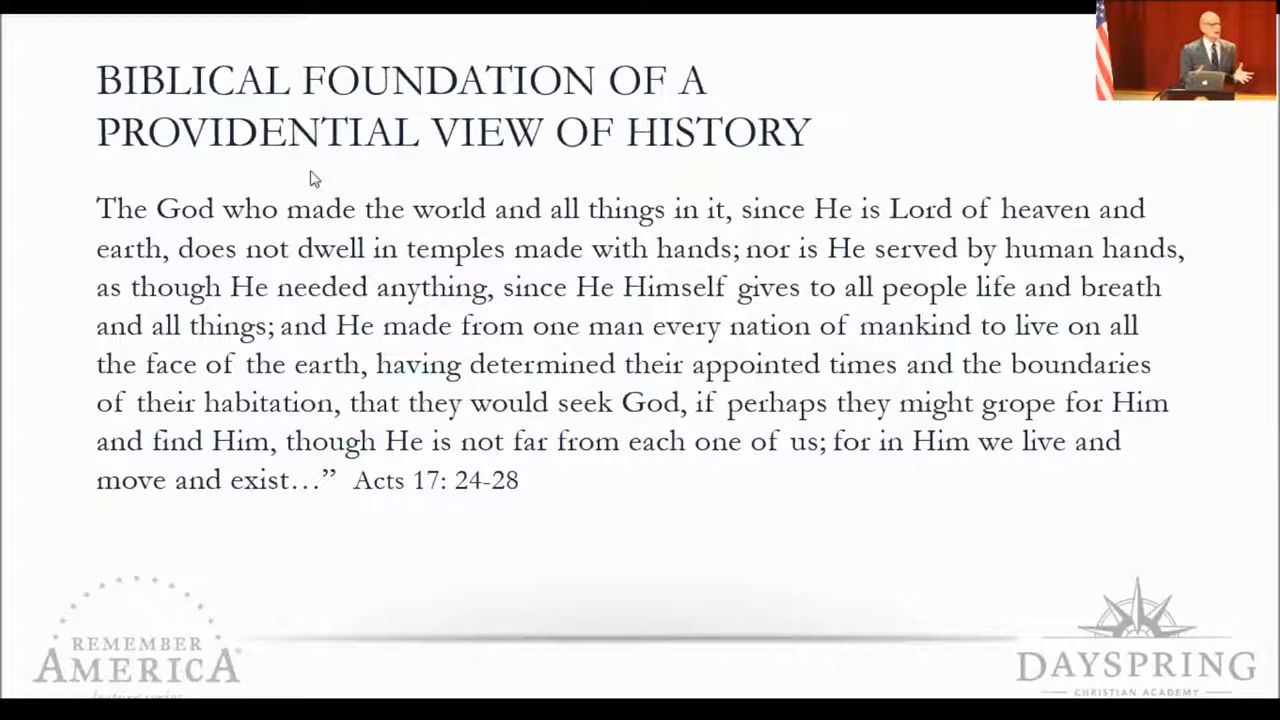 BIBLICAL FOUNDATION OF A
PROVIDENTIAL VIEW OF HISTORY
The God who made the world and all things in it, since He is Lord of heaven and
earth, does not dwell in temples made with hands; nor is He served by human hands,
as though He needed anything, since He Himself gives to all people life and breath
and all things; and He made from one man every nation of mankind to live on all
the face of the earth, having determined their appointed times and the boundaries
of their habitation, that they would seek God, if perhaps they might grope for Him
and find Him, though He is not far from each one of us; for in Him we live and
move and exist…” Acts 17: 24-28
REMEMBER
AMERICA®
lecture series
DAYSPRING
CHRISTIAN ACADEMY